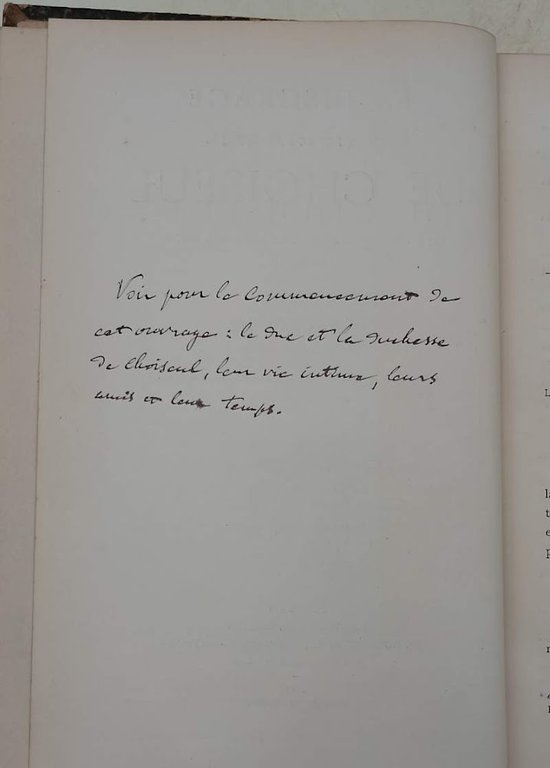 Voir pour le Commencement de
cet ouvrage : le duc et la duchesse
de Choiseul, leur vie intime, leurs
amis et leur temps.